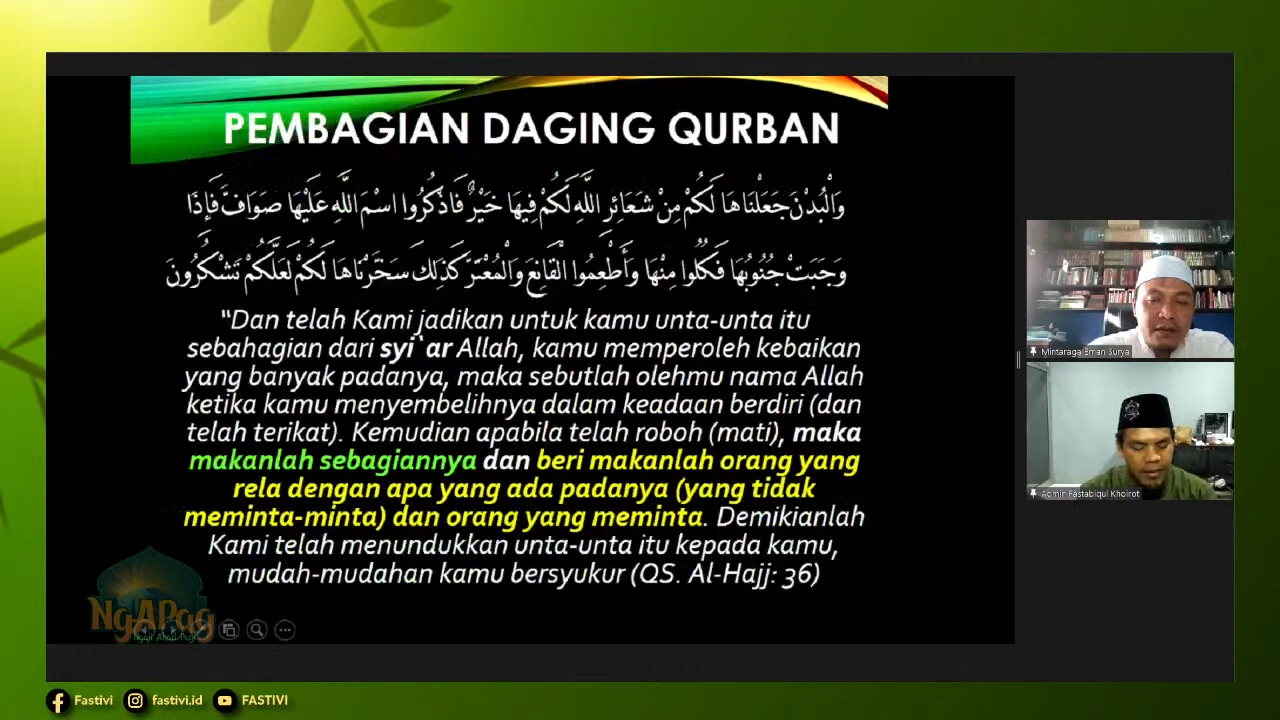 PEMBAGIAN DAGING QURBAN
وَالْبُدْنَ جَعَلْنَاهَا لَكُمْ مِنْ شَعَائِرِ اللَّهِ لَكُمْ فِيهَا خَيْرٌ فَاذْكُرُوا اسْمَ اللَّهِ عَلَيْهَا صَوَافَّ فَإِذَا
وَجَبَتْ جُنُوبُهَا فَكُلُوا مِنْهَا وَأَطْعِمُوا الْقَانِعَ وَالْمُعْتَرَّ كَذَلِكَ سَخَّرْنَاهَا لَكُمْ لَعَلَّكُمْ تَشْكُرُونَ
"Dan telah Kami jadikan untuk kamu unta-unta itu
sebahagian dari syi`ar Allah, kamu memperoleh kebaikan
yang banyak padanya, maka sebutlah olehmu nama Allah
ketika kamu menyembelihnya dalam keadaan berdiri (dan
telah terikat). Kemudian apabila telah roboh (mati), maka
makanlah sebagiannya dan beri makanlah orang yang
rela dengan apa yang ada padanya (yang tidak
meminta-minta) dan orang yang meminta. Demikianlah
Kami telah menundukkan unta-unta itu kepada kamu,
mudah-mudahan kamu bersyukur (QS. Al-Hajj: 36)
NgAPag
Ngaji Ahad Pagi
Mintaraga Eman Surya
Admin Fastabiqul Khoirot
Fastivi
fastivi.id
FASTIVI